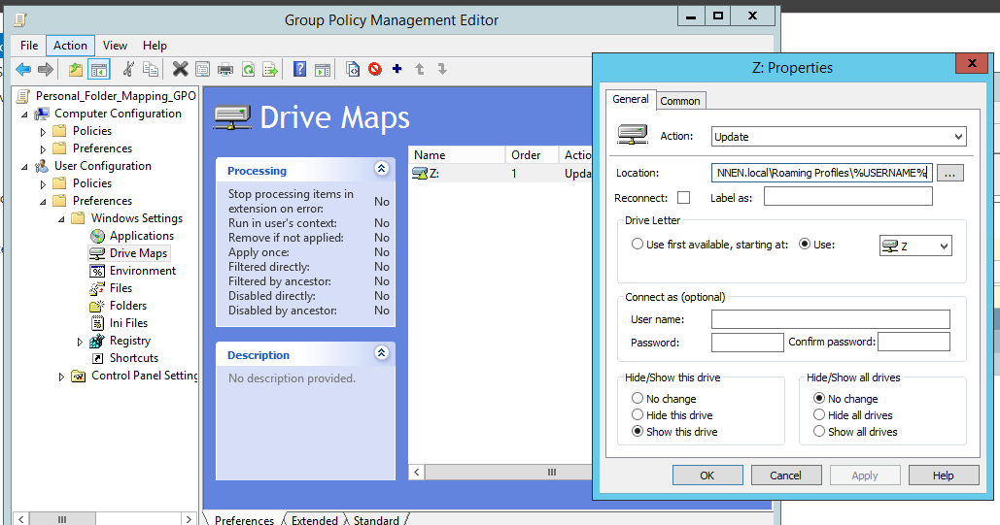 Group Policy Management Editor
File Action View Help
Personal_Folder_Mapping_GPO
Computer Configuration
Policies
Preferences
User Configuration
Policies
Preferences
Windows Settings
Applications
Drive Maps
Environment
Files
Folders
Ini Files
Registry
Shortcuts
Control Panel Setting
Drive Maps
Processing
Stop processing items in extension on error: No
Run in user's context: No
Remove if not applied: No
Apply once: No
Filtered directly: No
Filtered by ancestor: No
Disabled directly: No
Disabled by ancestor: No
Description
No description provided.
Name Order Actio
Z: 1 Upda
Preferences Extended Standard
Z: Properties
General Common
Action: Update
Location: NNEN.local\Roaming Profiles\%USERNAME%
...
Reconnect: Label as:
Drive Letter
Use first available, starting at: Use: Z
Connect as (optional)
User name:
Password: Confirm password:
Hide/Show this drive
No change
Hide this drive
Show this drive
Hide/Show all drives
No change
Hide all drives
Show all drives
OK Cancel Apply Help